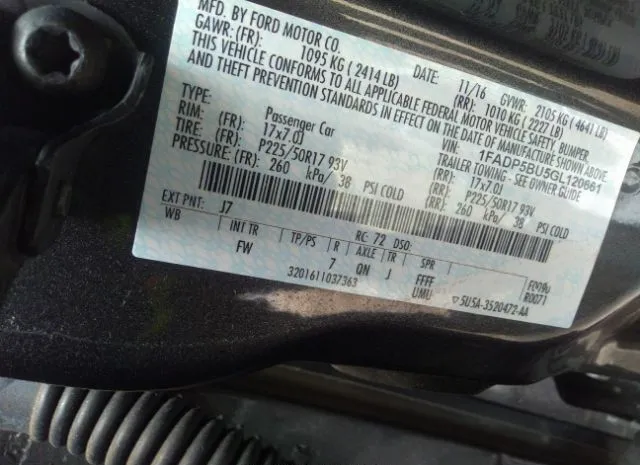 MFD. BY FORD MOTOR CO.
DATE: 11/16 GVWR: 2105 KG ( 4641 LB)
GAWR: (FR): 1095 KG ( 2414 LB) (RR): 1010 KG ( 2227 LB)
THIS VEHICLE CONFORMS TO ALL APPLICABLE FEDERAL MOTOR VEHICLE SAFETY, BUMPER
AND THEFT PREVENTION STANDARDS IN EFFECT ON THE DATE OF MANUFACTURE SHOWN ABOVE.
VIN: 1FADP5BU5GL120661
TYPE: Passenger Car TRAILER TOWING - SEE OWNER GUIDE
RIM: (FR): 17x7.0J (RR): 17x7.0J
TIRE: (FR): P225/50R17 93V (RR): P225/50R17 93V
PRESSURE: (FR): 260 kPa/ 38 PSI COLD (RR): 260 kPa/ 38 PSI COLD
EXT PNT: J7 RC: 72 DSO:
WB INT TR TP/PS R AXLE TR SPR
FW 7 QN J FFFF
UMU R0071
3201611037363 5U5A-3520472-AA